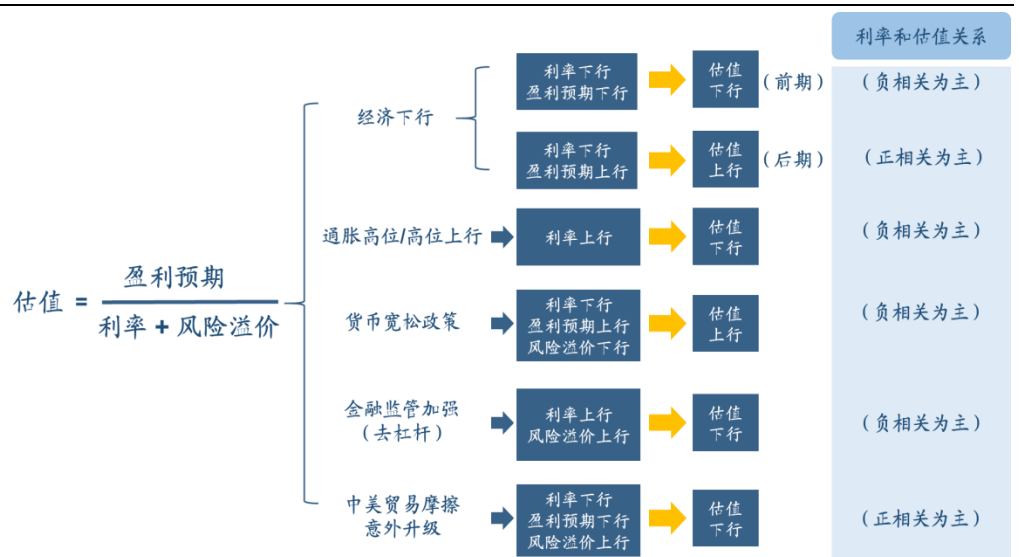 利率和估值关系
利率下行
盈利预期下行
估值
下行
(前期)
(负相关为主)
经济下行
利率下行
盈利预期上行
估值
上行
(后期)
(正相关为主)
通胀高位/高位上行
利率上行
估值
下行
(负相关为主)
估值 =
盈利预期
利率 + 风险溢价
货币宽松政策
利率下行
盈利预期上行
风险溢价下行
估值
上行
(负相关为主)
金融监管加强
(去杠杆)
利率上行
风险溢价上行
估值
下行
(负相关为主)
中美贸易摩擦
意外升级
利率下行
盈利预期下行
风险溢价上行
估值
下行
(正相关为主)